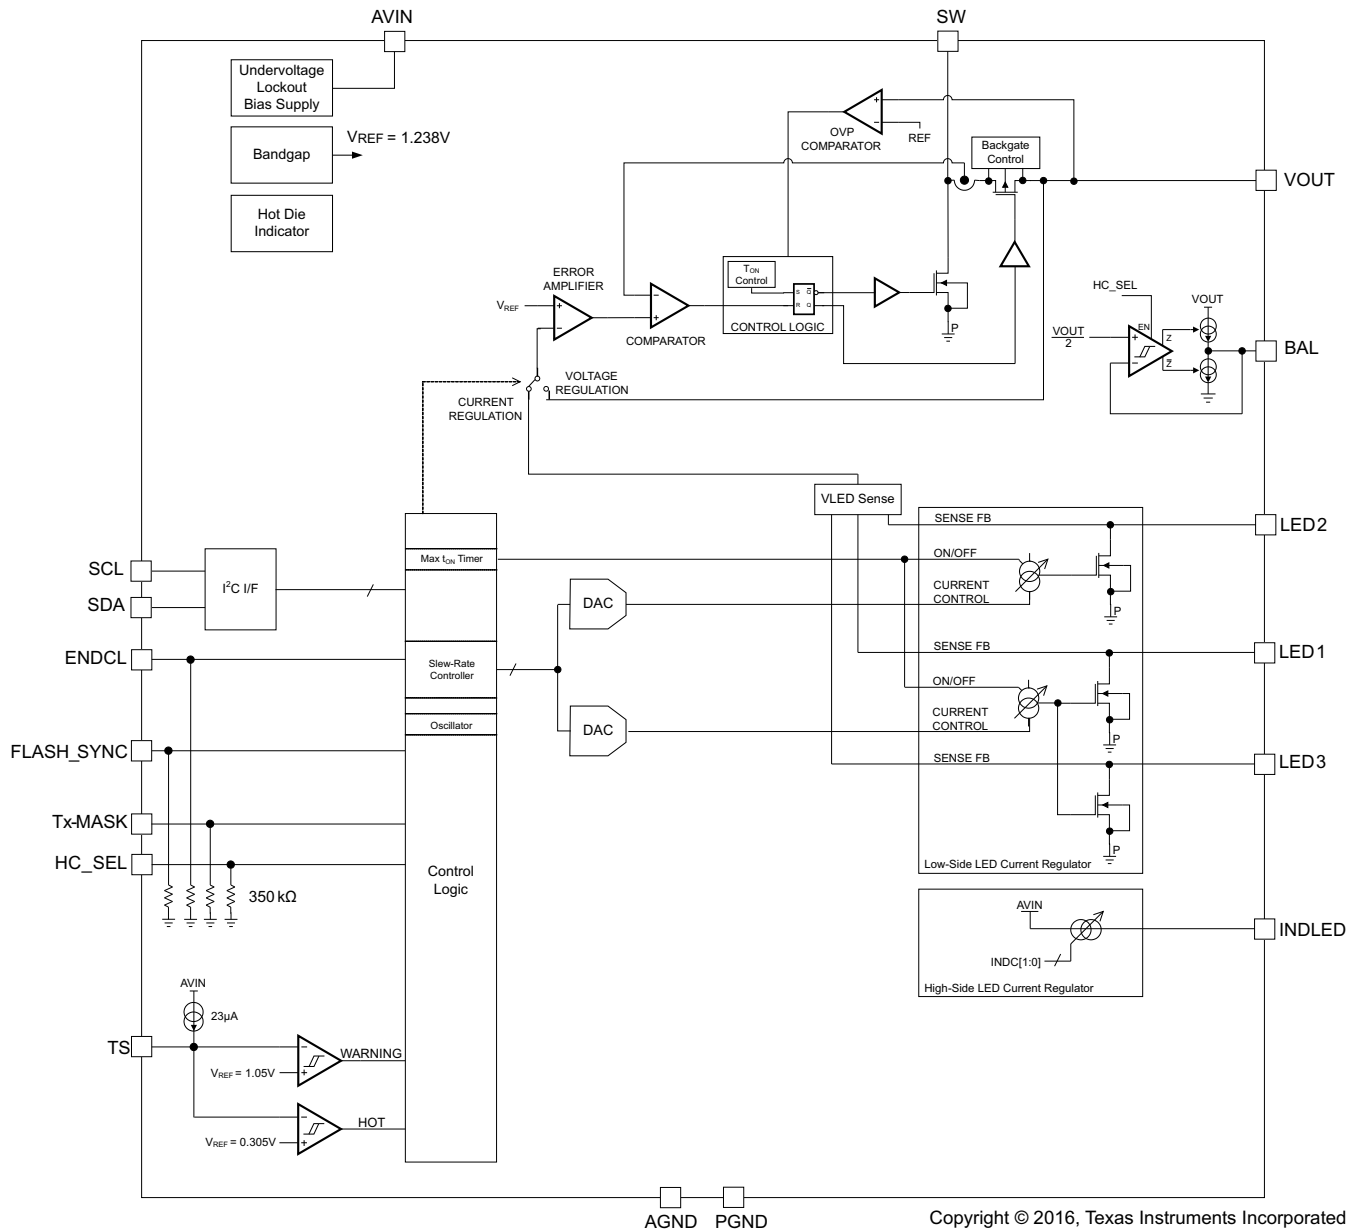 AVIN
SW
Undervoltage
Lockout
Bias Supply
Bandgap
VREF = 1.238V
Hot Die
Indicator
OVP
COMPARATOR
+
−
REF
Backgate
Control
VOUT
ERROR
AMPLIFIER
VREF
+
−
−
+
COMPARATOR
TON
Control
S
Q̅
R
Q
CONTROL LOGIC
P
HC_SEL
EN
VOUT
VOUT
2
+
−
Z
Z̅
BAL
VOLTAGE
REGULATION
CURRENT
REGULATION
VLED Sense
SENSE FB
LED2
Max tON Timer
ON/OFF
SCL
I²C I/F
SDA
DAC
CURRENT
CONTROL
P
ENDCL
Slew-Rate
Controller
SENSE FB
LED1
ON/OFF
Oscillator
DAC
CURRENT
CONTROL
P
FLASH_SYNC
SENSE FB
LED3
Tx-MASK
HC_SEL
350 kΩ
Control
Logic
P
Low-Side LED Current Regulator
AVIN
INDLED
INDC[1:0]
High-Side LED Current Regulator
AVIN
23µA
TS
−
WARNING
VREF = 1.05V
+
−
HOT
VREF = 0.305V
+
AGND
PGND
Copyright © 2016, Texas Instruments Incorporated